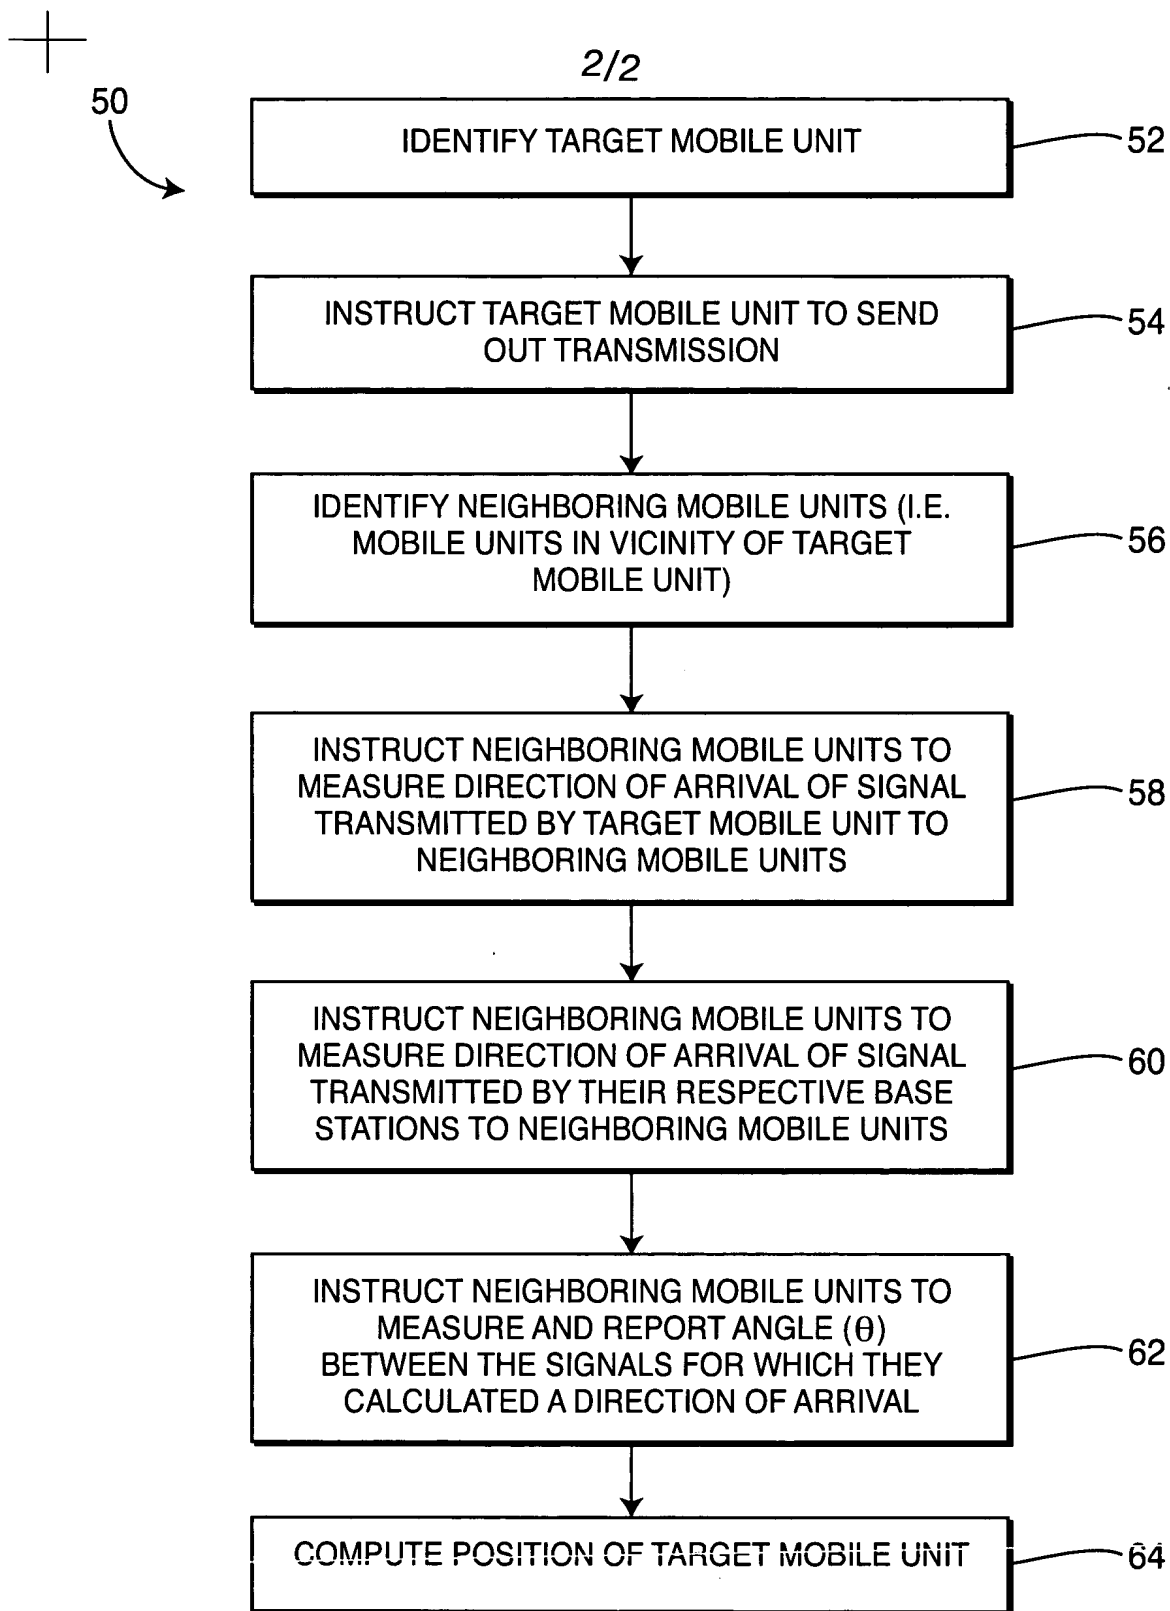 2/2
50
IDENTIFY TARGET MOBILE UNIT
52
INSTRUCT TARGET MOBILE UNIT TO SEND
OUT TRANSMISSION
54
IDENTIFY NEIGHBORING MOBILE UNITS (I.E.
MOBILE UNITS IN VICINITY OF TARGET
MOBILE UNIT)
56
INSTRUCT NEIGHBORING MOBILE UNITS TO
MEASURE DIRECTION OF ARRIVAL OF SIGNAL
TRANSMITTED BY TARGET MOBILE UNIT TO
NEIGHBORING MOBILE UNITS
58
INSTRUCT NEIGHBORING MOBILE UNITS TO
MEASURE DIRECTION OF ARRIVAL OF SIGNAL
TRANSMITTED BY THEIR RESPECTIVE BASE
STATIONS TO NEIGHBORING MOBILE UNITS
60
INSTRUCT NEIGHBORING MOBILE UNITS TO
MEASURE AND REPORT ANGLE (θ)
BETWEEN THE SIGNALS FOR WHICH THEY
CALCULATED A DIRECTION OF ARRIVAL
62
COMPUTE POSITION OF TARGET MOBILE UNIT
64